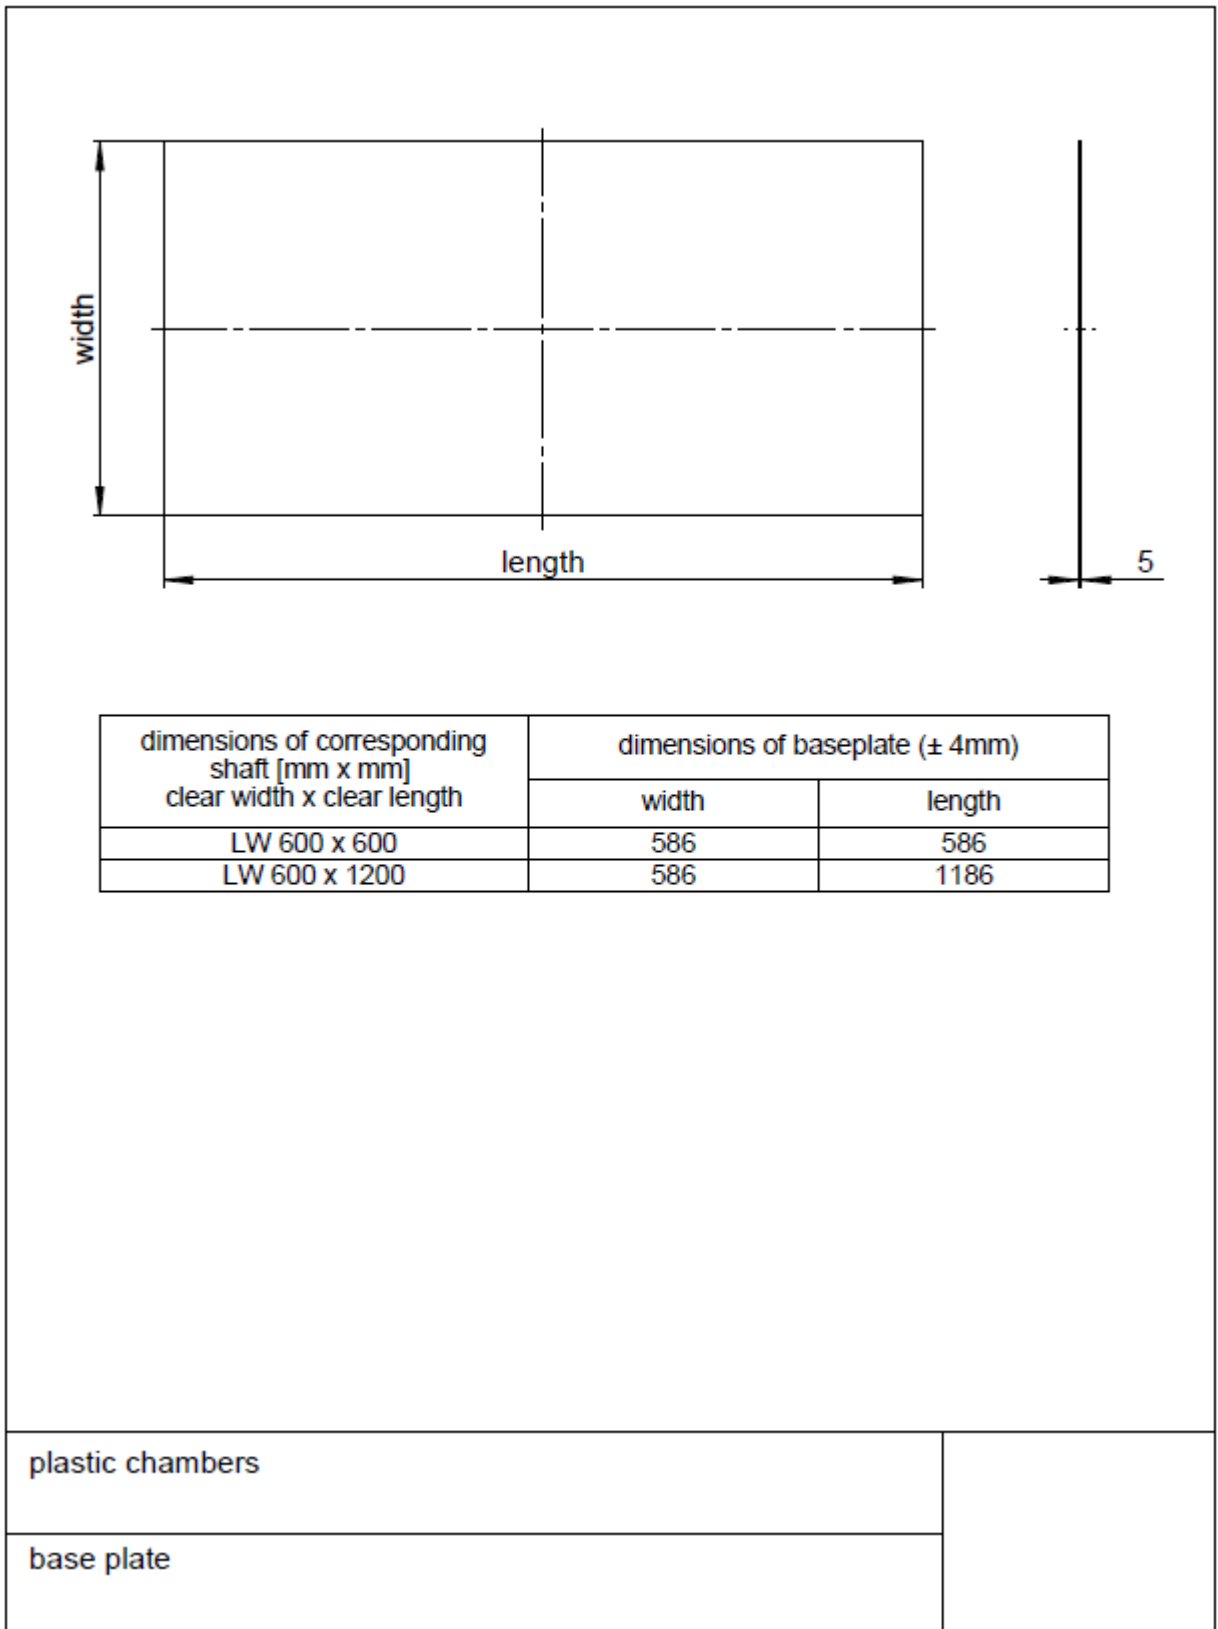 width
length
5
dimensions of corresponding
shaft [mm x mm]
clear width x clear length
dimensions of baseplate (± 4mm)
width
length
LW 600 x 600
586
586
LW 600 x 1200
586
1186
plastic chambers
base plate